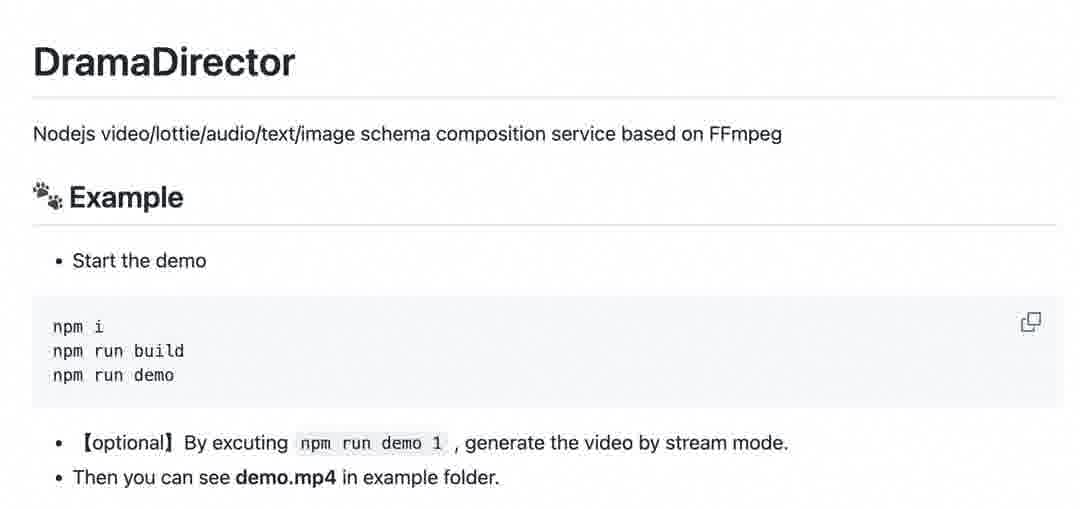 DramaDirector
Nodejs video/lottie/audio/text/image schema composition service based on FFmpeg
Example
• Start the demo
npm i
npm run build
npm run demo
• 【optional】By excuting npm run demo 1 , generate the video by stream mode.
• Then you can see demo.mp4 in example folder.